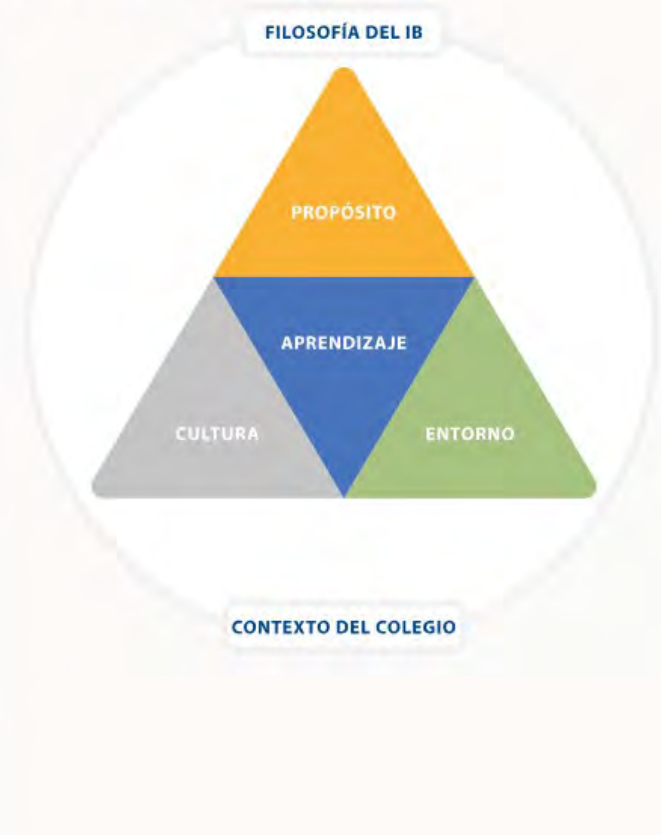 FILOSOFÍA DEL IB
PROPÓSITO
APRENDIZAJE
CULTURA
ENTORNO
CONTEXTO DEL COLEGIO